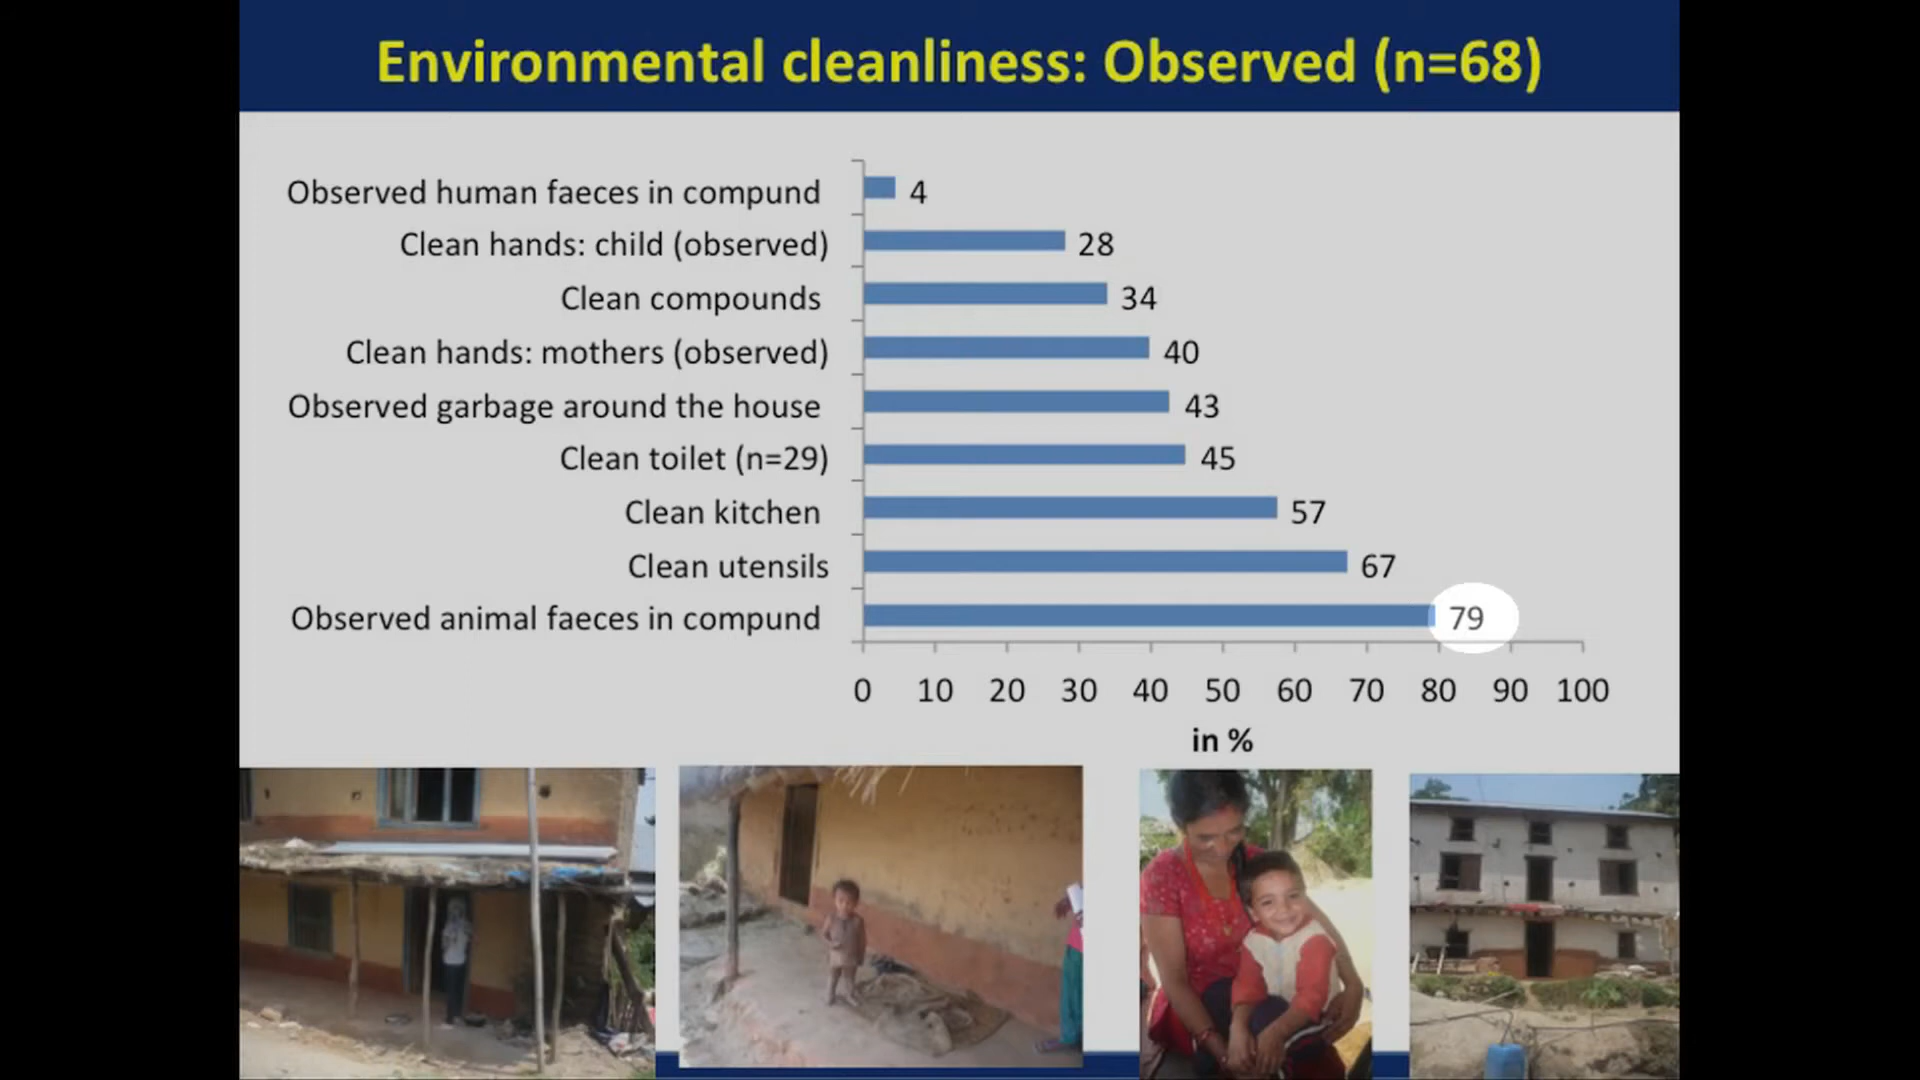 Environmental cleanliness: Observed (n=68)
Observed human faeces in compund 4
Clean hands: child (observed) 28
Clean compounds 34
Clean hands: mothers (observed) 40
Observed garbage around the house 43
Clean toilet (n=29) 45
Clean kitchen 57
Clean utensils 67
Observed animal faeces in compund 79
0 10 20 30 40 50 60 70 80 90 100
in %